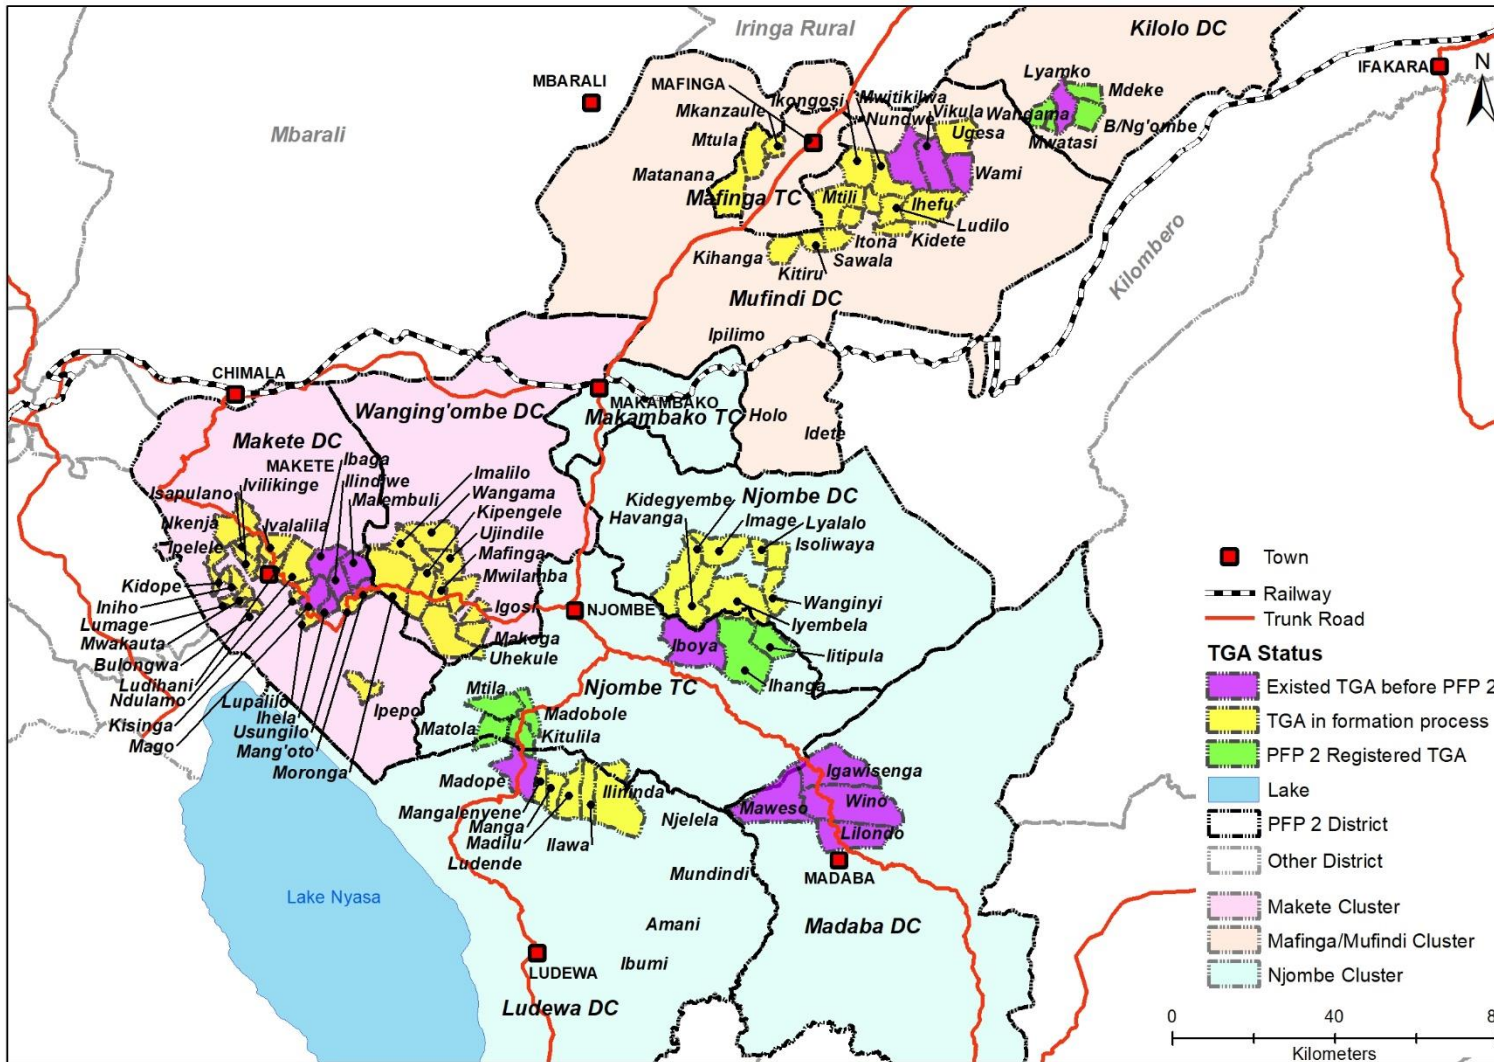 Iringa Rural
Kilolo DC
IFAKARA
N
MBARALI
MAFINGA
Ikongosi
Mwitikilwa
Lyamko
Mdeke
Mkanzaule
Nundwe
Vikula
Wangama
B/Ng'ombe
Mbarali
Mtula
Ugesa
Mwatasi
Matanana
Wami
Mafinga TC
Mtili
Ihefu
Ludilo
Itona
Kidete
Kihanga
Sawala
Kitiru
Kilombero
Mufindi DC
Ipilimo
CHIMALA
MAKAMBAKO
Wanging'ombe DC
Makambako TC
Holo
Idete
Makete DC
MAKETE
Ibaga
Ivilikinge
Ilindiwe
Imalilo
Isapulano
Malembuli
Wangama
Kidegyembe
Njombe DC
Kipengele
Havanga
Image
Lyalalo
Nkenja
Ivalalila
Ujindile
Isoliwaya
Ipelele
Mafinga
Kidope
Mwilamba
Iniho
Igosi
NJOMBE
Wanginyi
Lumage
Iyembela
Mwakauta
Makoga
Iboya
Iitipula
Bulongwa
Uhekule
Ludihani
Ihanga
Ndulamo
Lupalilo
Ipepo
Mtila
Njombe TC
Kisinga
Ihela
Matola
Madobole
Mago
Usungilo
Kitulila
Mang'oto
Moronga
Madope
Ilininda
Igawisenga
Mangalenyene
Maweso
Wino
Manga
Njelela
Madilu
Lilondo
Ludende
Ilawa
Mundindi
MADABA
Lake Nyasa
Amani
Madaba DC
LUDEWA
Ibumi
Ludewa DC
Town
Railway
Trunk Road
TGA Status
Existed TGA before PFP 2
TGA in formation process
PFP 2 Registered TGA
Lake
PFP 2 District
Other District
Makete Cluster
Mafinga/Mufindi Cluster
Njombe Cluster
0 40 8
Kilometers